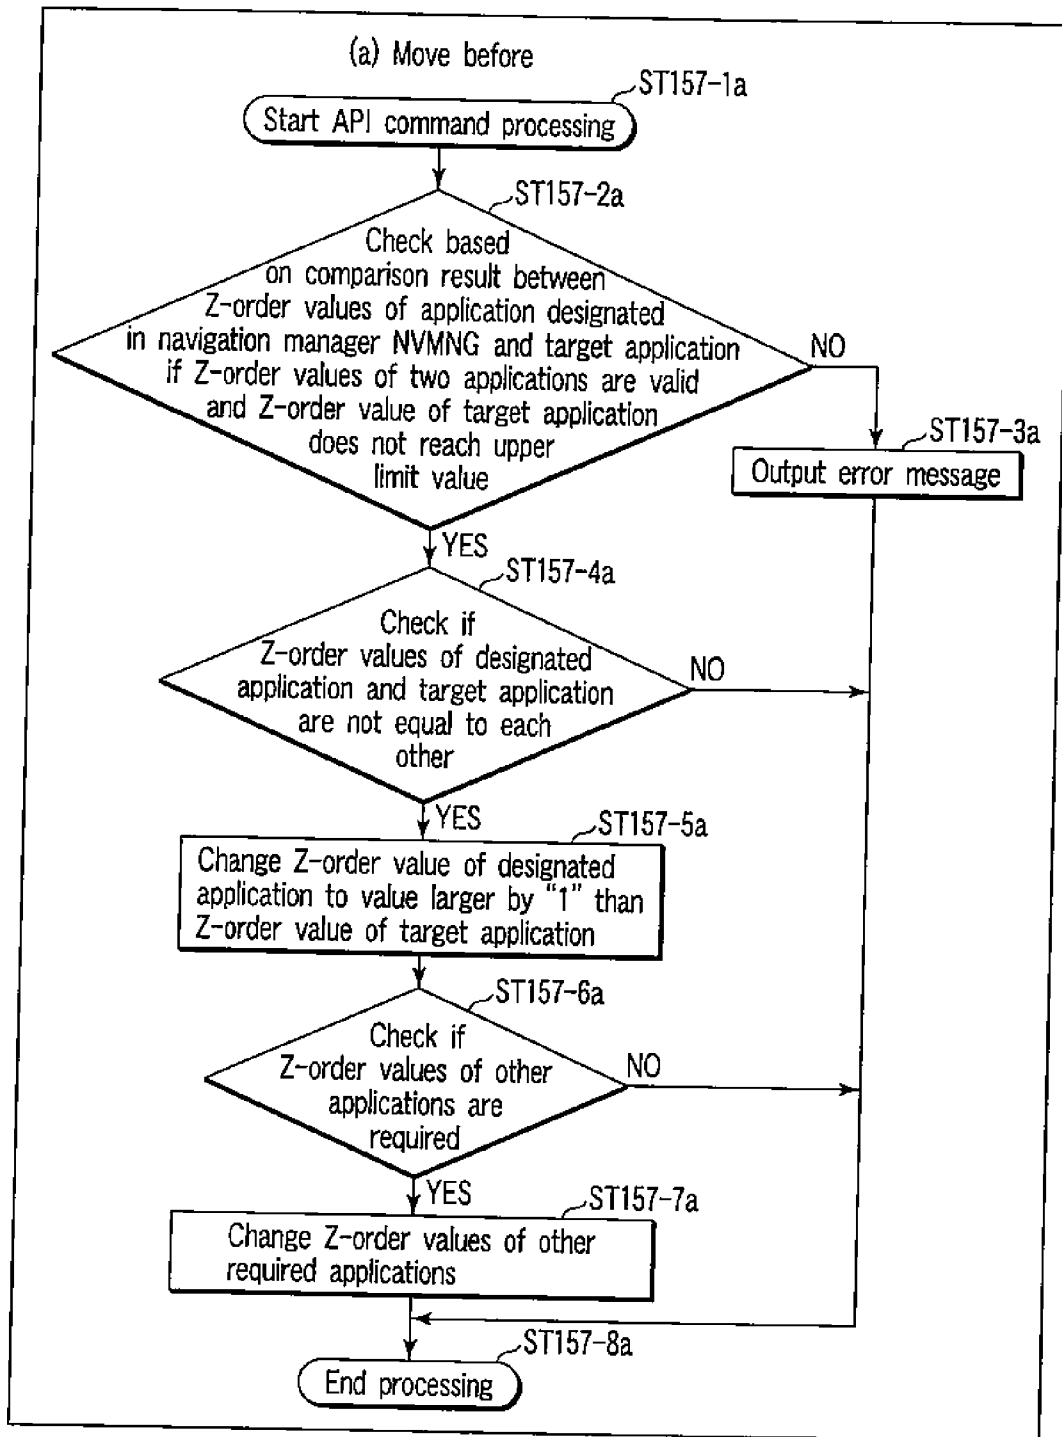 (a) Move before
ST157-1a
Start API command processing
ST157-2a
Check based
on comparison result between
Z-order values of application designated
in navigation manager NVMNG and target application
if Z-order values of two applications are valid
and Z-order value of target application
does not reach upper
limit value
NO
ST157-3a
Output error message
YES
ST157-4a
Check if
Z-order values of designated
application and target application
are not equal to each
other
NO
YES
ST157-5a
Change Z-order value of designated
application to value larger by “1” than
Z-order value of target application
ST157-6a
Check if
Z-order values of other
applications are
required
NO
YES
ST157-7a
Change Z-order values of other
required applications
ST157-8a
End processing